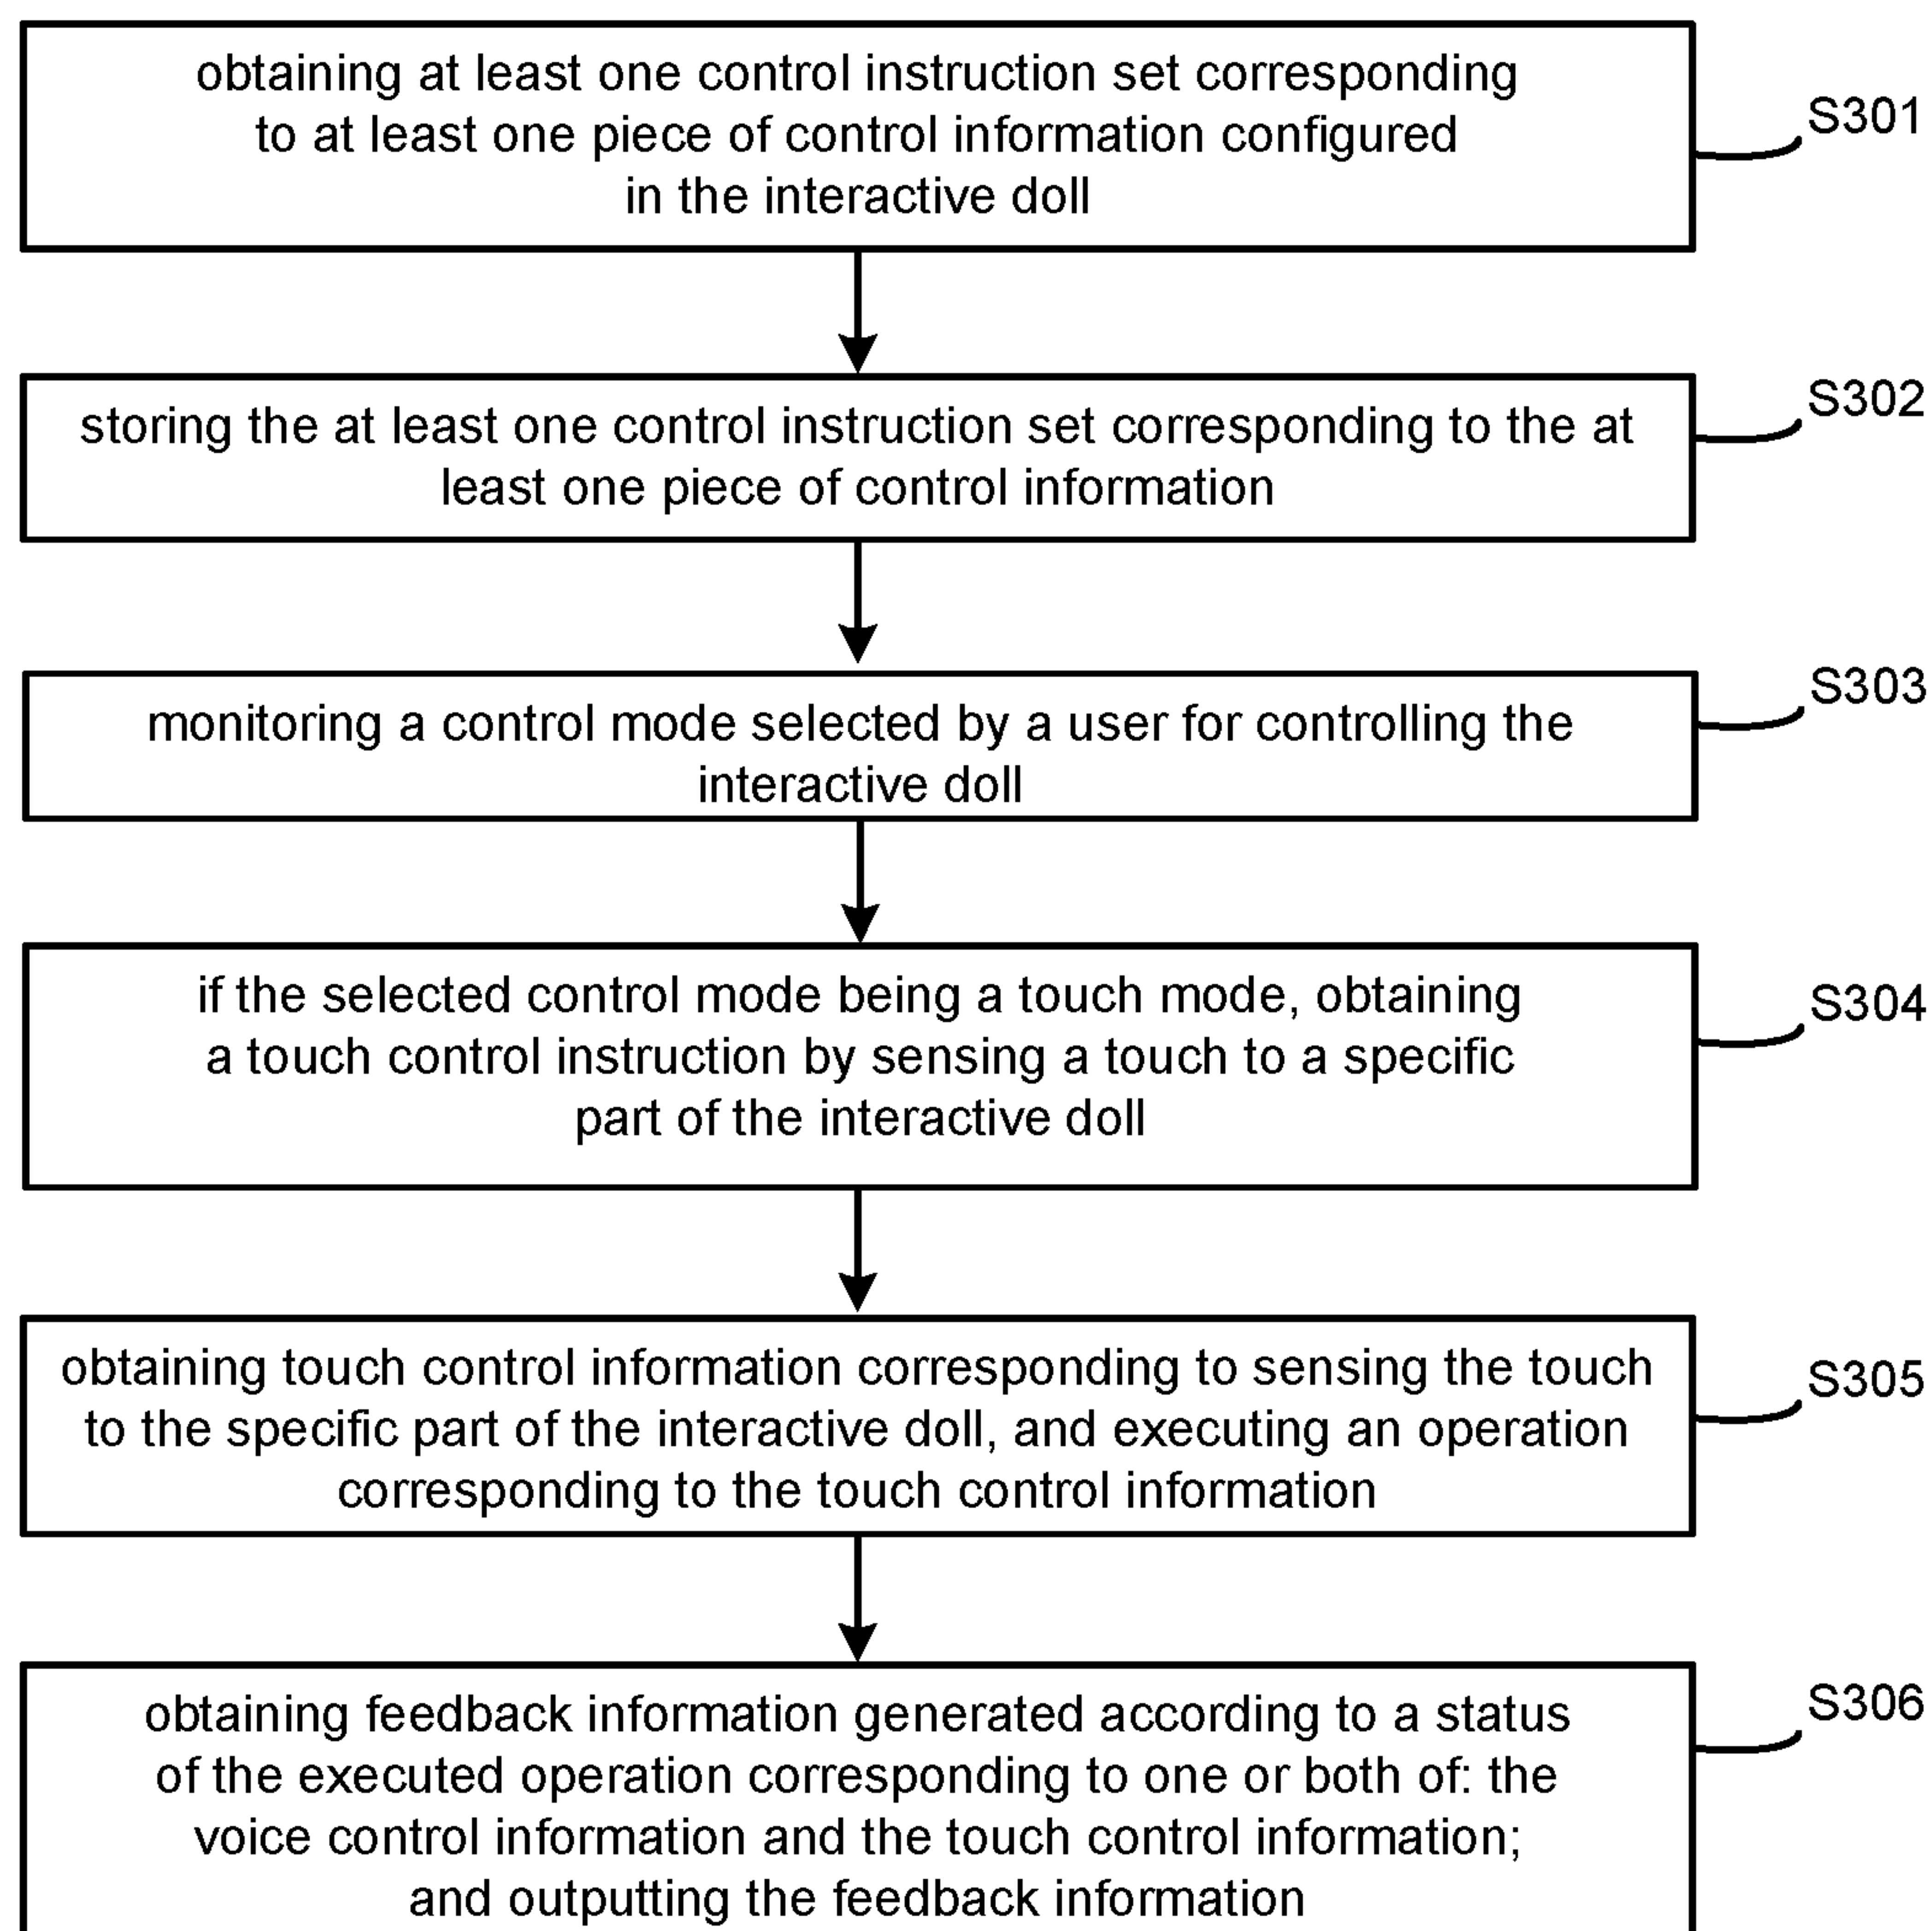 obtaining at least one control instruction set corresponding
to at least one piece of control information configured
in the interactive doll
S301
storing the at least one control instruction set corresponding to the at
least one piece of control information
S302
monitoring a control mode selected by a user for controlling the
interactive doll
S303
if the selected control mode being a touch mode, obtaining
a touch control instruction by sensing a touch to a specific
part of the interactive doll
S304
obtaining touch control information corresponding to sensing the touch
to the specific part of the interactive doll, and executing an operation
corresponding to the touch control information
S305
obtaining feedback information generated according to a status
of the executed operation corresponding to one or both of: the
voice control information and the touch control information;
and outputting the feedback information
S306